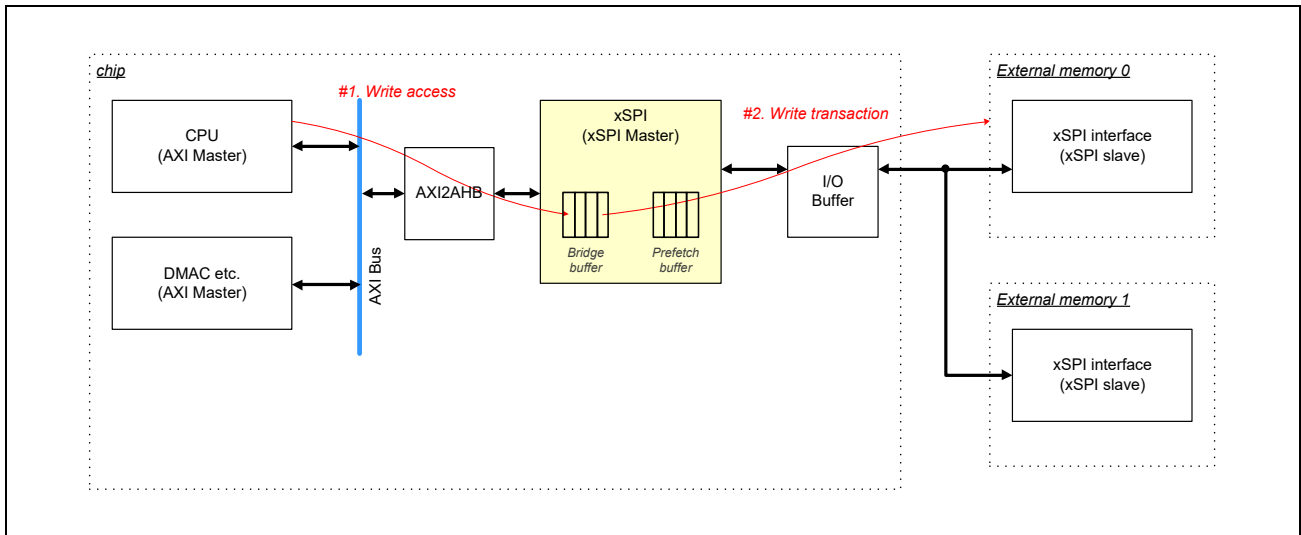 chip
External memory 0
#1. Write access
#2. Write transaction
CPU
(AXI Master)
xSPI
(xSPI Master)
xSPI interface
(xSPI slave)
AXI2AHB
I/O
Buffer
Bridge
buffer
Prefetch
buffer
DMAC etc.
(AXI Master)
AXI Bus
External memory 1
xSPI interface
(xSPI slave)